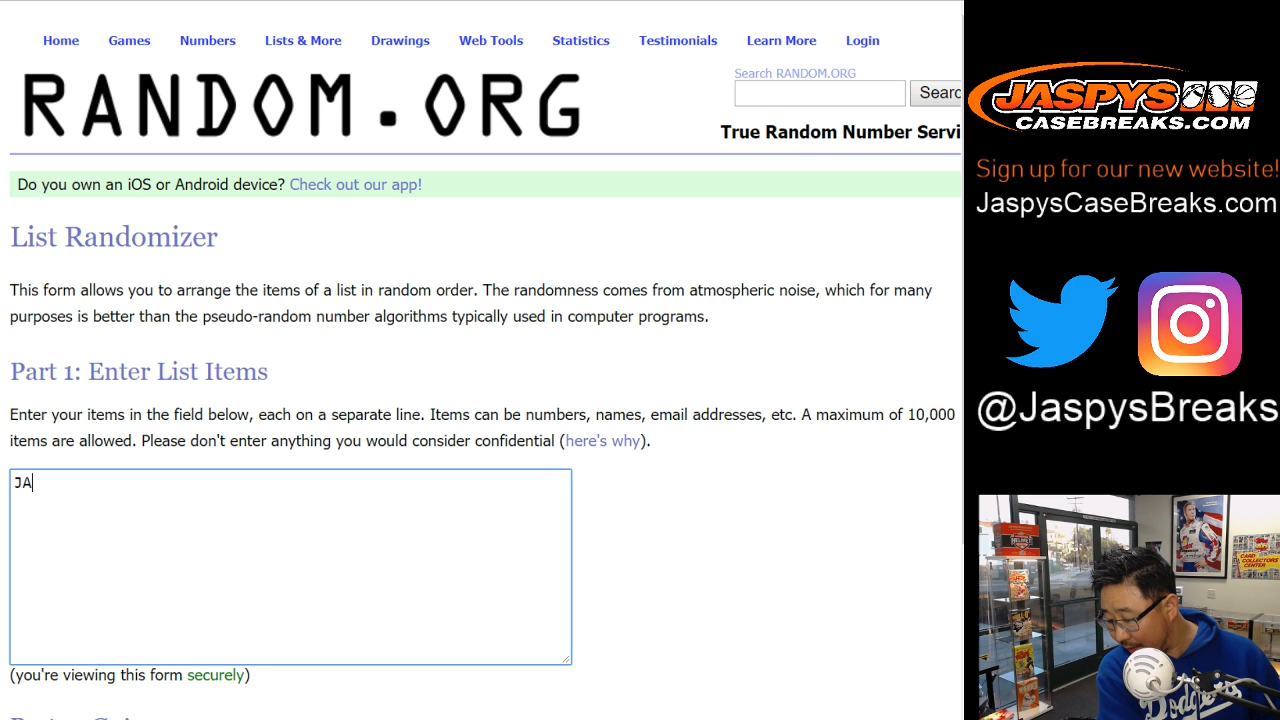 Home Games Numbers Lists & More Drawings Web Tools Statistics Testimonials Learn More Login
RANDOM.ORG
Search RANDOM.ORG
Searc
True Random Number Servi
Do you own an iOS or Android device? Check out our app!
List Randomizer
This form allows you to arrange the items of a list in random order. The randomness comes from atmospheric noise, which for many
purposes is better than the pseudo-random number algorithms typically used in computer programs.
Part 1: Enter List Items
Enter your items in the field below, each on a separate line. Items can be numbers, names, email addresses, etc. A maximum of 10,000
items are allowed. Please don't enter anything you would consider confidential (here's why).
JA
(you're viewing this form securely)
JASPYS
CASEBREAKS.COM
Sign up for our new website!
JaspysCaseBreaks.com
@JaspysBreaks
CARD
COLLECTORS
CENTER
Dodgers